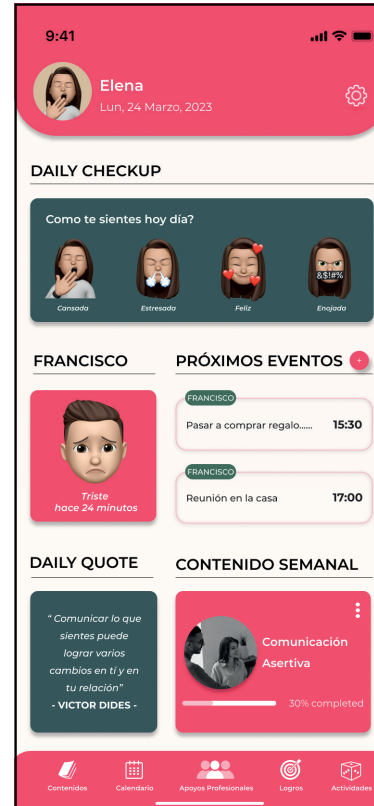 9:41
Elena
Lun, 24 Marzo, 2023
DAILY CHECKUP
Como te sientes hoy día?
&$!#%
Cansada
Estresada
Feliz
Enojada
FRANCISCO
Triste
hace 24 minutos
PRÓXIMOS EVENTOS +
FRANCISCO
Pasar a comprar regalo...... 15:30
FRANCISCO
Reunión en la casa 17:00
DAILY QUOTE
“ Comunicar lo que
sientes puede
lograr varios
cambios en tí y en
tu relación”
- VICTOR DIDES -
CONTENIDO SEMANAL
Comunicación
Asertiva
30% completed
Contenidos
Calendario
Apoyos Profesionales
Logros
Actividades